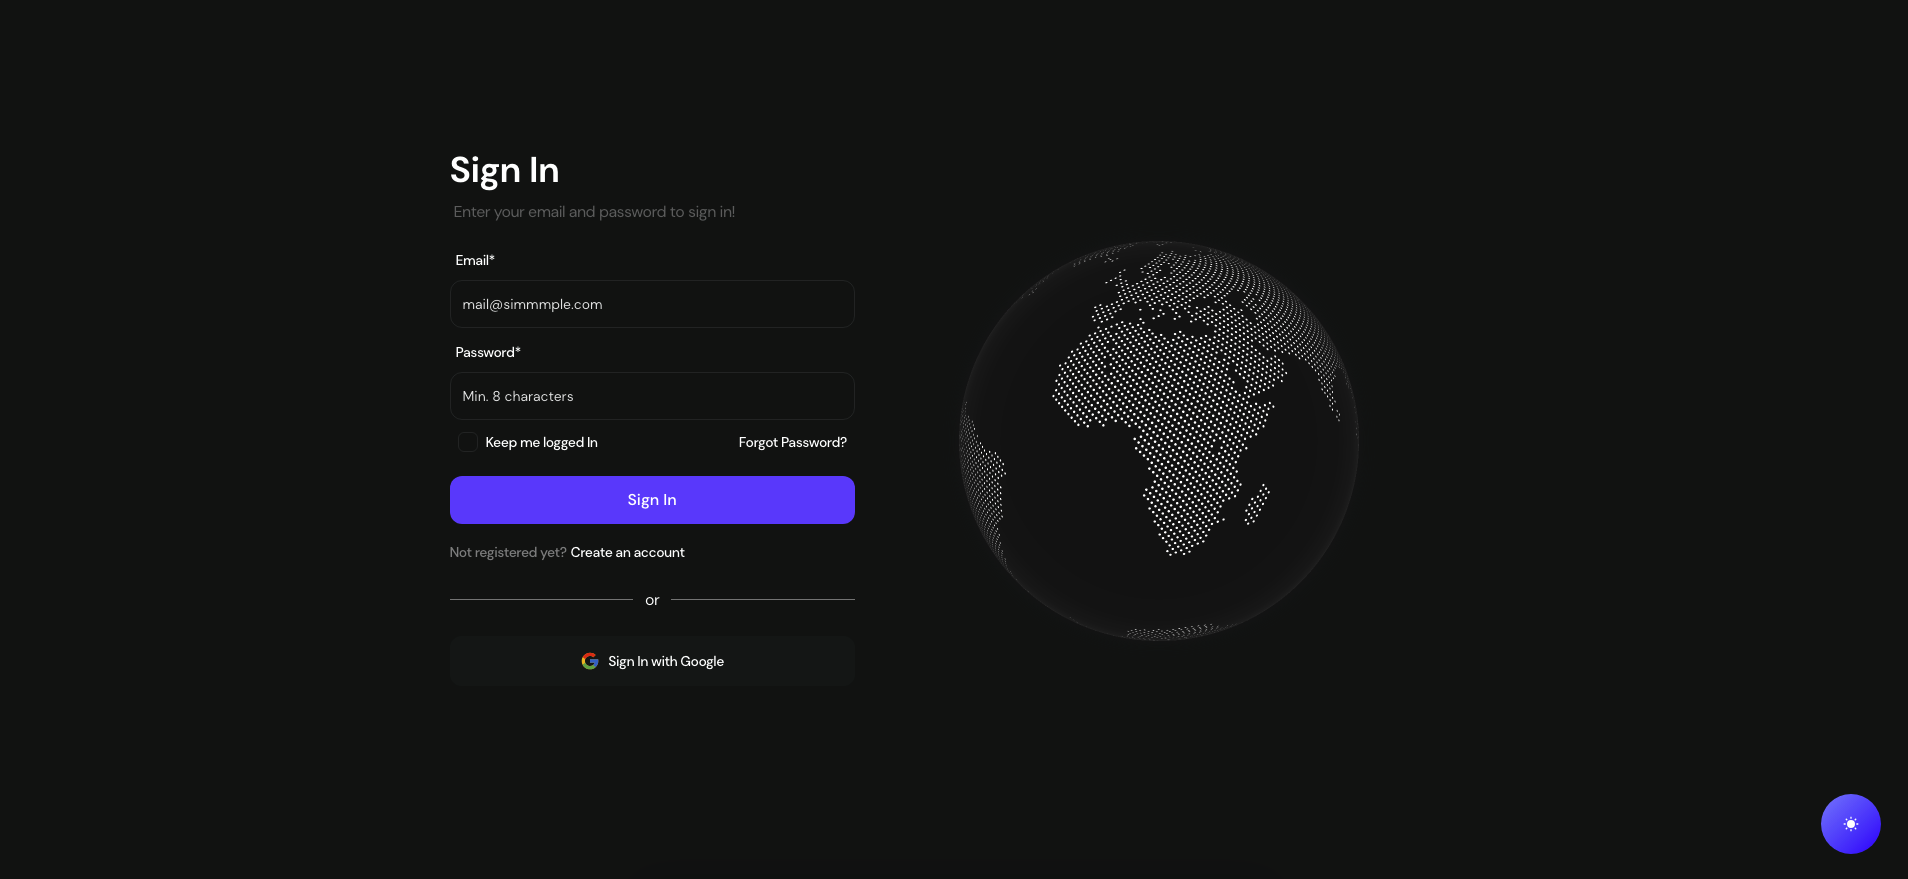 Sign In
Enter your email and password to sign in!
Email*
mail@simmmple.com
Password*
Min. 8 characters
Keep me logged In
Forgot Password?
Sign In
Not registered yet? Create an account
or
Sign In with Google